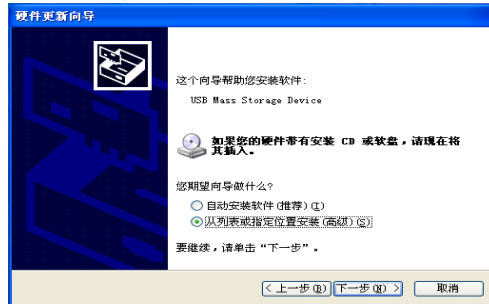 硬件更新向导
这个向导帮助您安装软件:
USB Mass Storage Device
如果您的硬件带有安装 CD 或软盘，请现在将
其插入。
您期望向导做什么?
自动安装软件(推荐)(I)
从列表或指定位置安装(高级)(S)
要继续，请单击“下一步”。
< 上一步(B) 下一步(N) > 取消